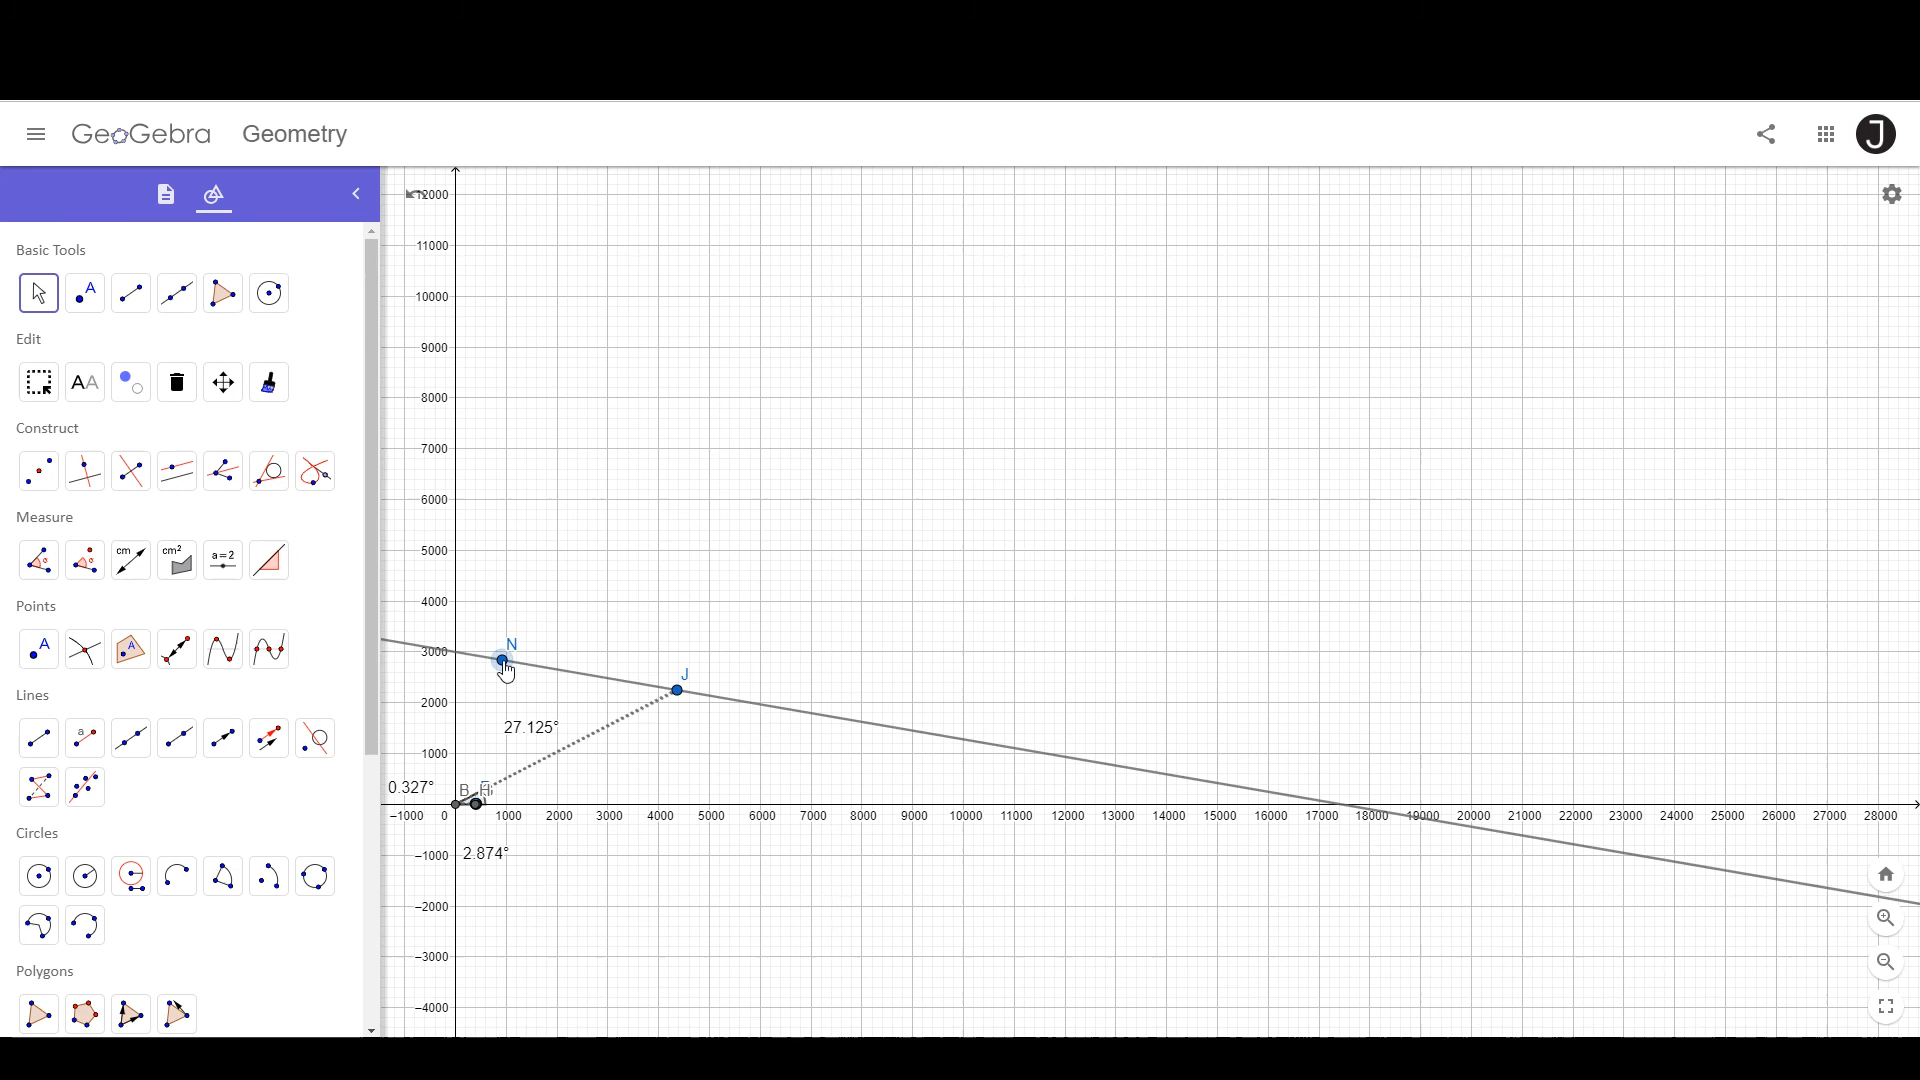 GeoGebra Geometry
J
Basic Tools
A
Edit
AA
Construct
Measure
cm
cm²
a=2
Points
A
A
Lines
a
Circles
Polygons
12000
11000
10000
9000
8000
7000
6000
5000
4000
3000
2000
1000
0
−1000
−2000
−3000
−4000
N
J
27.125°
0.327°
B
2.874°
−1000 0 1000 2000 3000 4000 5000 6000 7000 8000 9000 10000 11000 12000 13000 14000 15000 16000 17000 18000 19000 20000 21000 22000 23000 24000 25000 26000 27000 28000